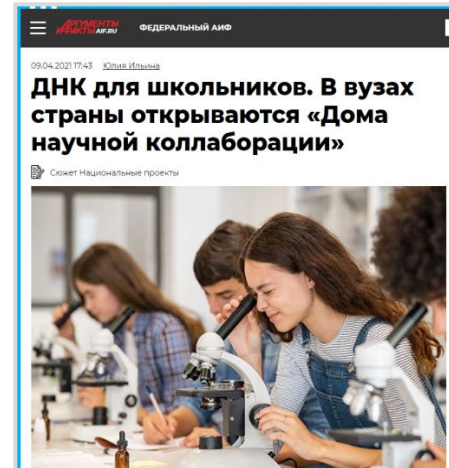 АРГУМЕНТЫ
И ФАКТЫ AIF.RU
ФЕДЕРАЛЬНЫЙ АИФ
09.04.2021 17:43 Юлия Ильина
ДНК для школьников. В вузах
страны открываются «Дома
научной коллаборации»
Сюжет Национальные проекты